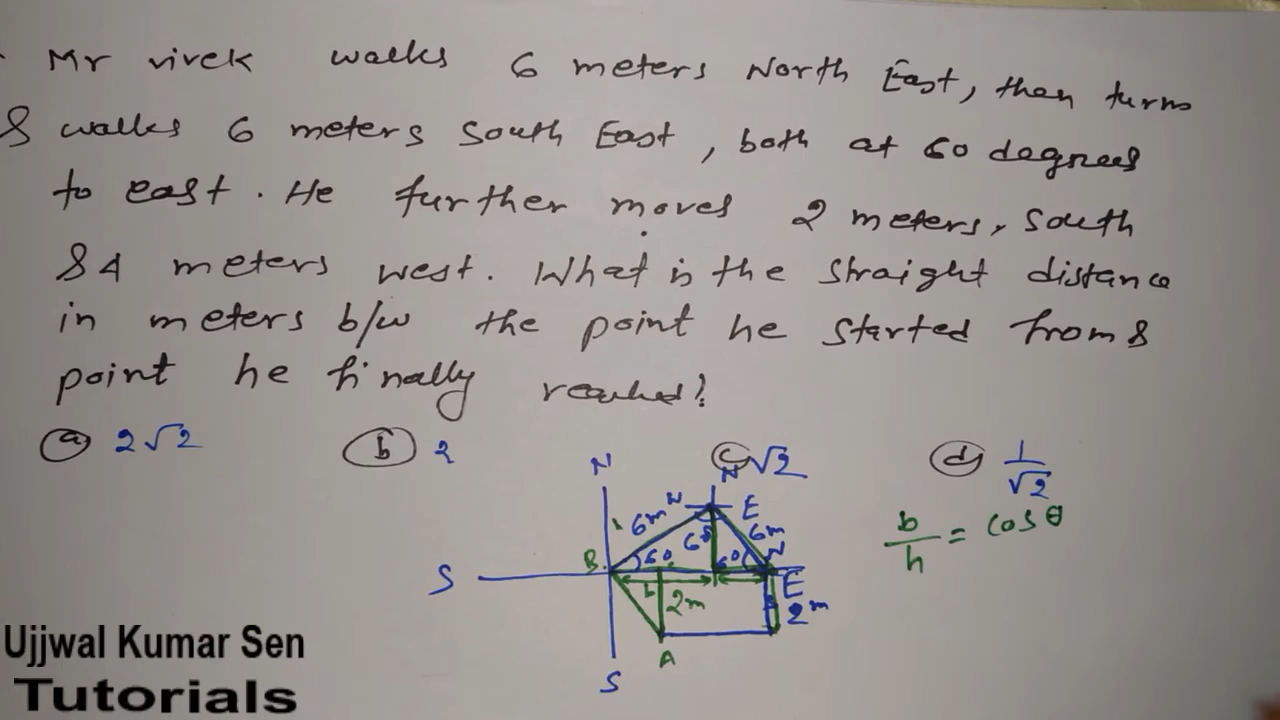 Mr vivek walks 6 meters North East, then turns
& walks 6 meters South East, both at 60 degrees
to east. He further moves 2 meters, south
& 4 meters west. What is the straight distance
in meters b/w the point he started from &
point he finally reached?
(a) 2√2 (b) 2 (c) √2 (d) 1/√2
N N
6m N E b/h = cos θ
60 6m
B 60 60 N
S E
b 2m 2m
A
S
Ujjwal Kumar Sen
Tutorials